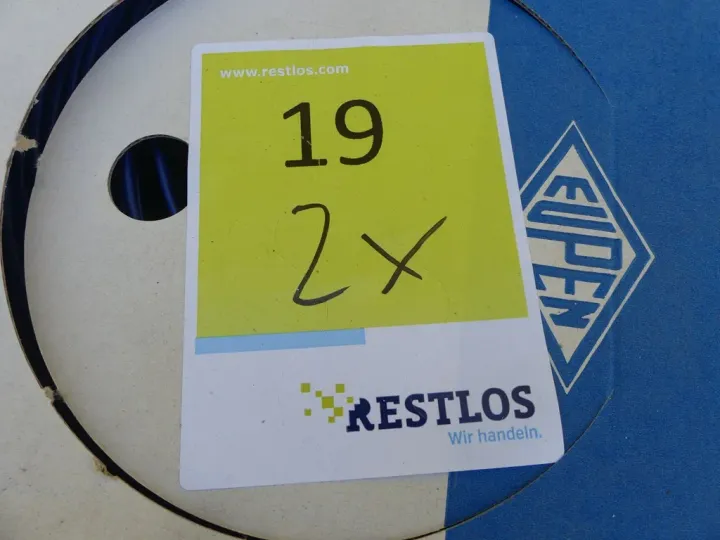 www.restlos.com
19
2x
EUPEN
RESTLOS
Wir handeln.